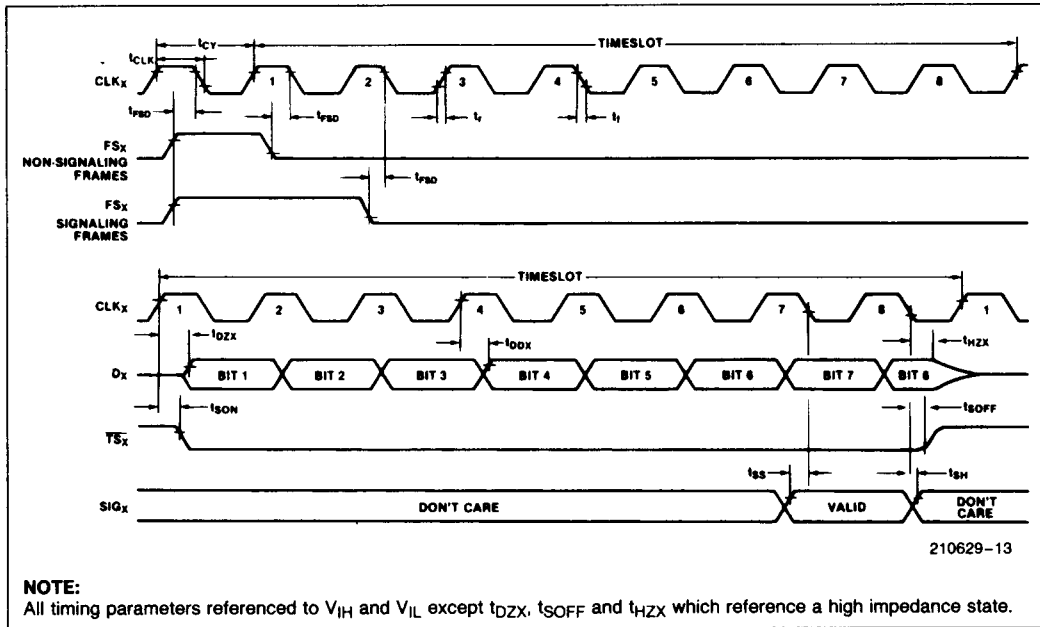 tCY
TIMESLOT
tCLK
CLKX
1 2 3 4 5 6 7 8
tFSD
tFSD
tr
tf
FSX
NON-SIGNALING
FRAMES
tFSD
FSX
SIGNALING
FRAMES
TIMESLOT
CLKX
1 2 3 4 5 6 7 8 1
tDZX
tDDX
tHZX
DX
BIT 1 BIT 2 BIT 3 BIT 4 BIT 5 BIT 6 BIT 7 BIT 8
tSON
tSOFF
TSX
tSS
tSH
SIGX
DON'T CARE
VALID
DON'T
CARE
210629–13
NOTE:
All timing parameters referenced to VIH and VIL except tDZX, tSOFF and tHZX which reference a high impedance state.